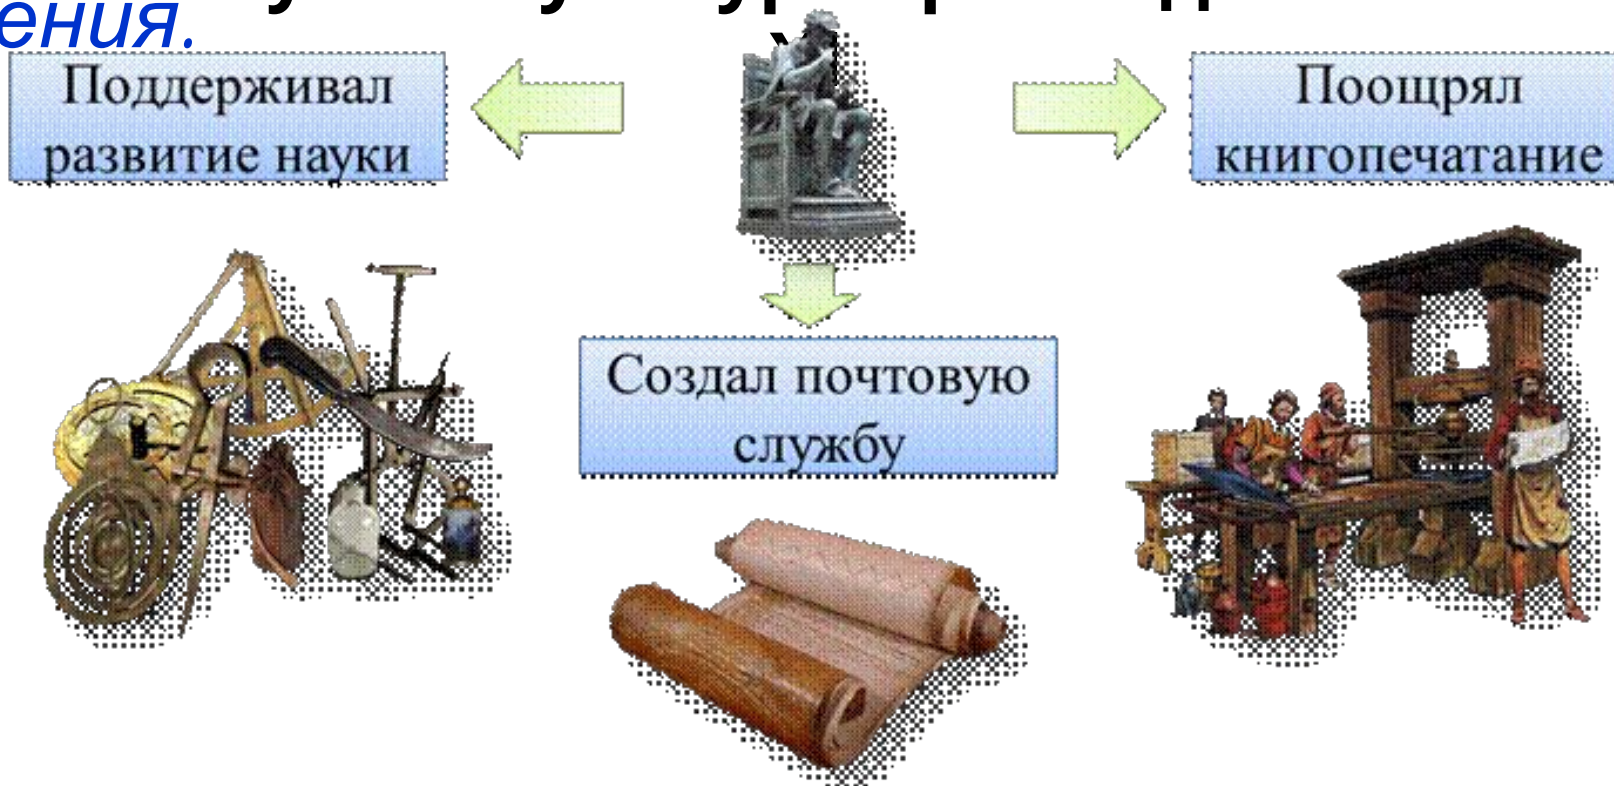 ения.
Поддерживал
развитие науки
Поощрял
книгопечатание
Создал почтовую
службу